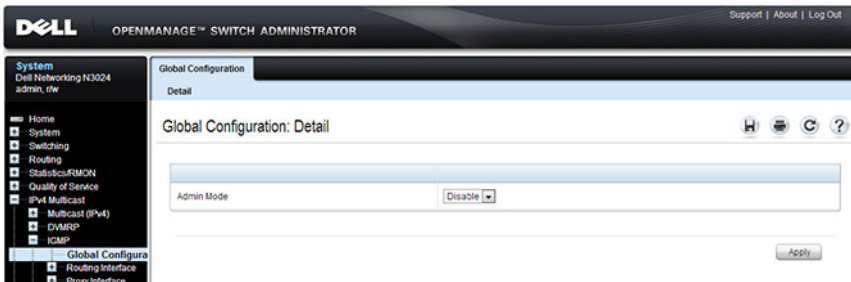 Support | About | Log Out
DELL OPENMANAGE™ SWITCH ADMINISTRATOR
System
Dell Networking N3024
admin, r/w
Home
System
Switching
Routing
Statistics/RMON
Quality of Service
IPv4 Multicast
Multicast (IPv4)
DVMRP
IGMP
Global Configura
Routing Interface
Proxy Interface
Global Configuration
Detail
Global Configuration: Detail
Admin Mode Disable
Apply